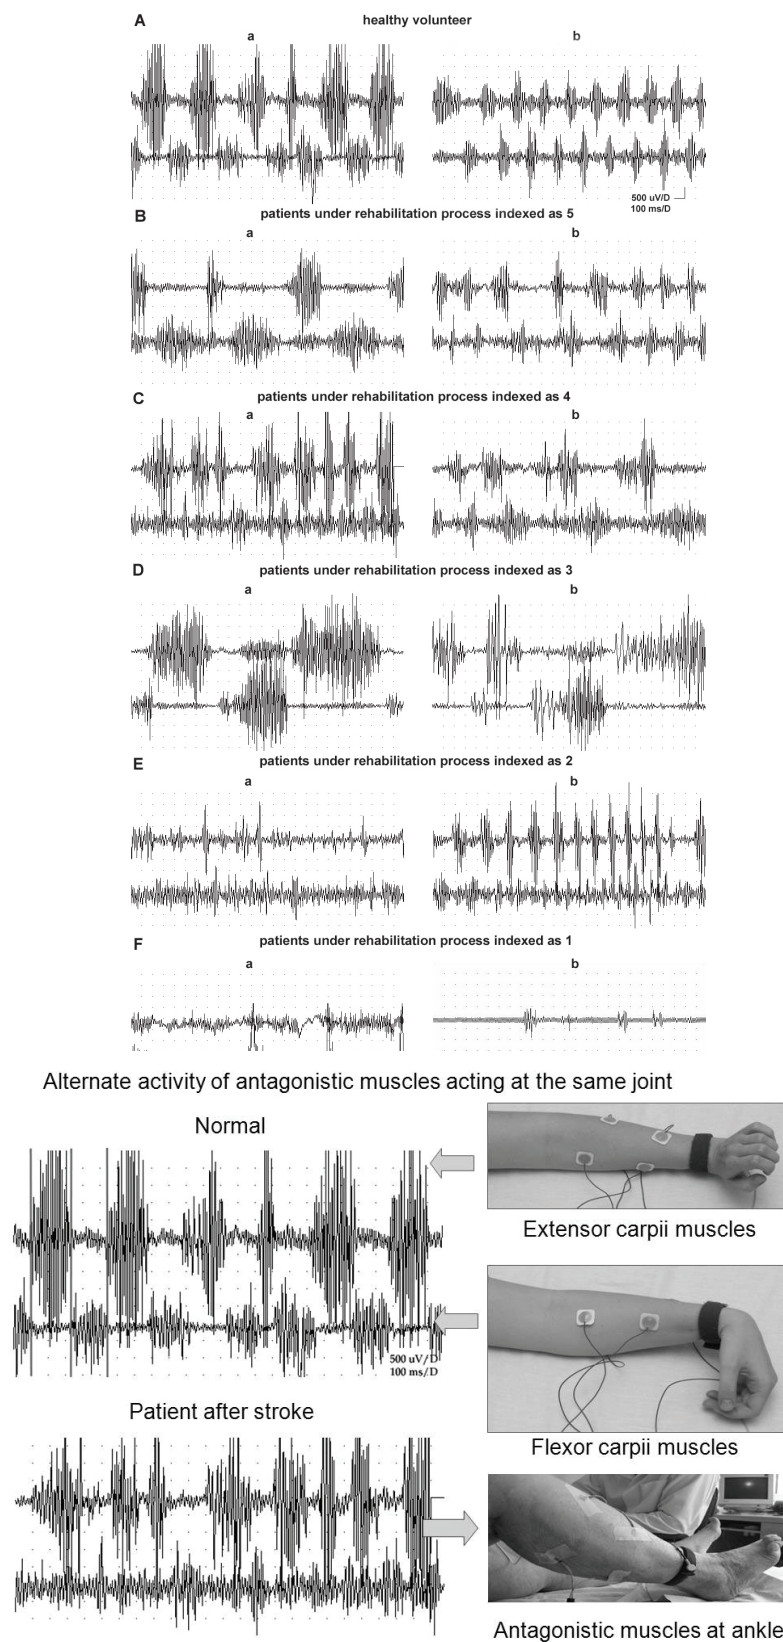 A
healthy volunteer
a
b
500 uV/D
100 ms/D
B
patients under rehabilitation process indexed as 5
a
b
C
patients under rehabilitation process indexed as 4
a
b
D
patients under rehabilitation process indexed as 3
a
b
E
patients under rehabilitation process indexed as 2
a
b
F
patients under rehabilitation process indexed as 1
a
b
Alternate activity of antagonistic muscles acting at the same joint
Normal
Extensor carpii muscles
500 uV/D
100 ms/D
Patient after stroke
Flexor carpii muscles
Antagonistic muscles at ankle